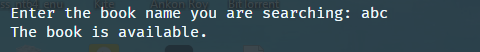 Enter the book name you are searching: abc
The book is available.